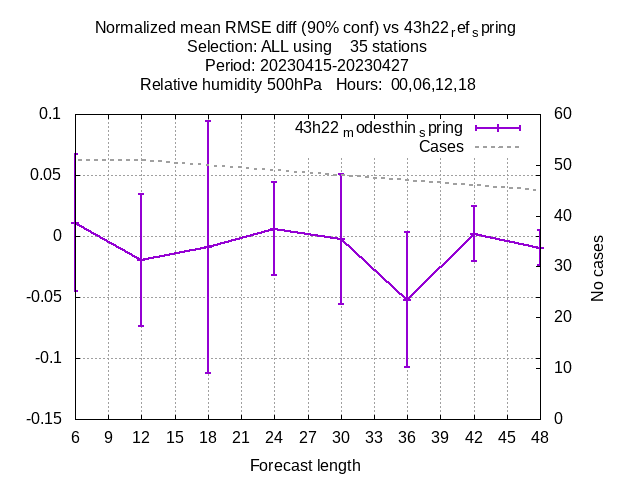 Normalized mean RMSE diff (90% conf) vs 43h22refspring
Selection: ALL using 35 stations
Period: 20230415-20230427
Relative humidity 500hPa Hours: 00,06,12,18
0.1
0.05
0
-0.05
-0.1
-0.15
60
50
40
30
20
10
0
43h22modesthinspring
Cases
No cases
6 9 12 15 18 21 24 27 30 33 36 39 42 45 48
Forecast length